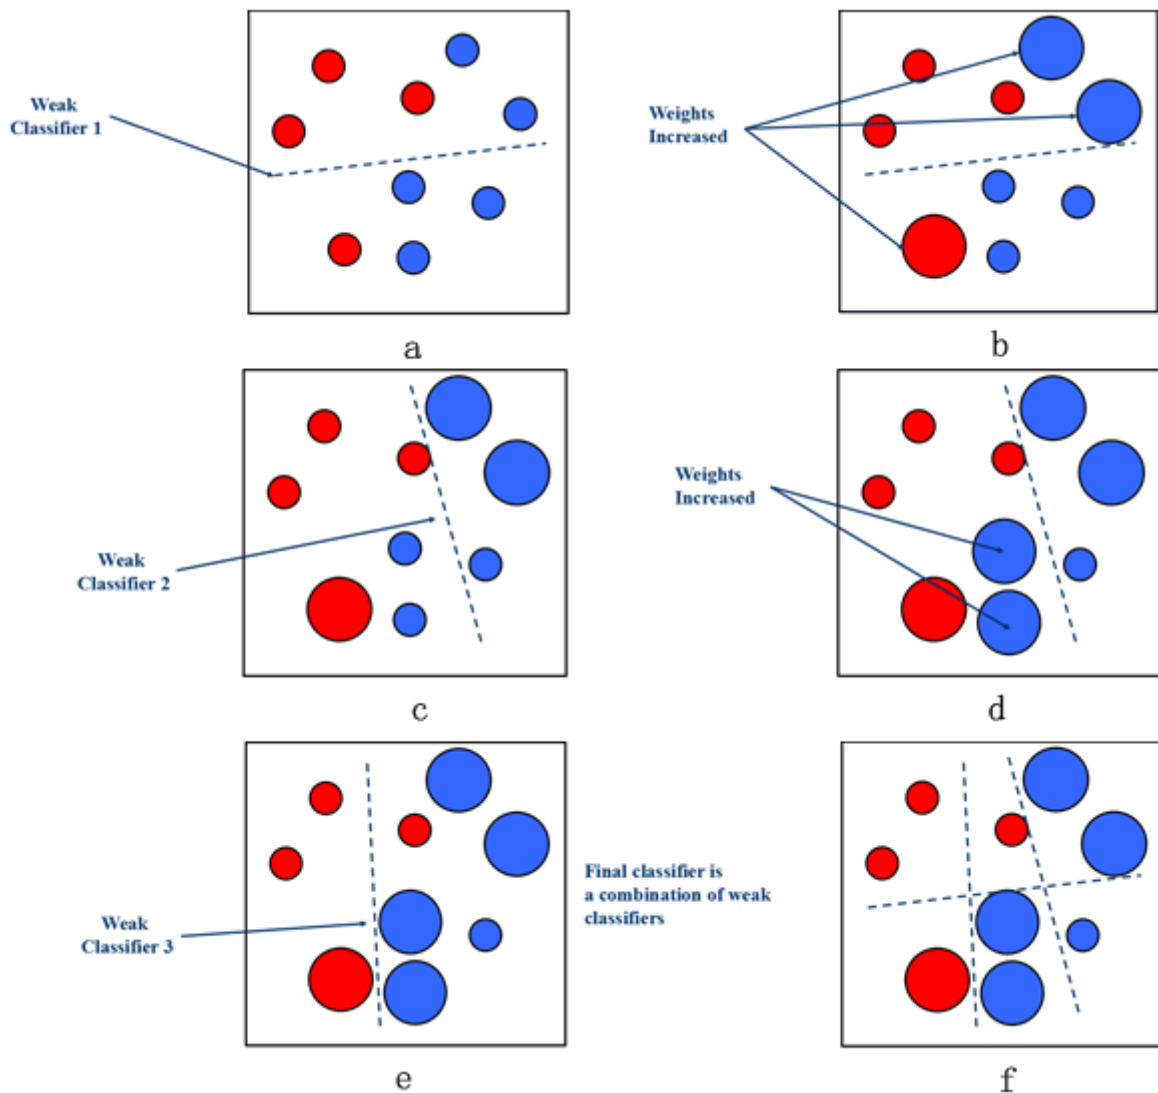 Weak
Classifier 1
Weights
Increased
a
b
Weak
Classifier 2
Weights
Increased
c
d
Weak
Classifier 3
Final classifier is
a combination of weak
classifiers
e
f